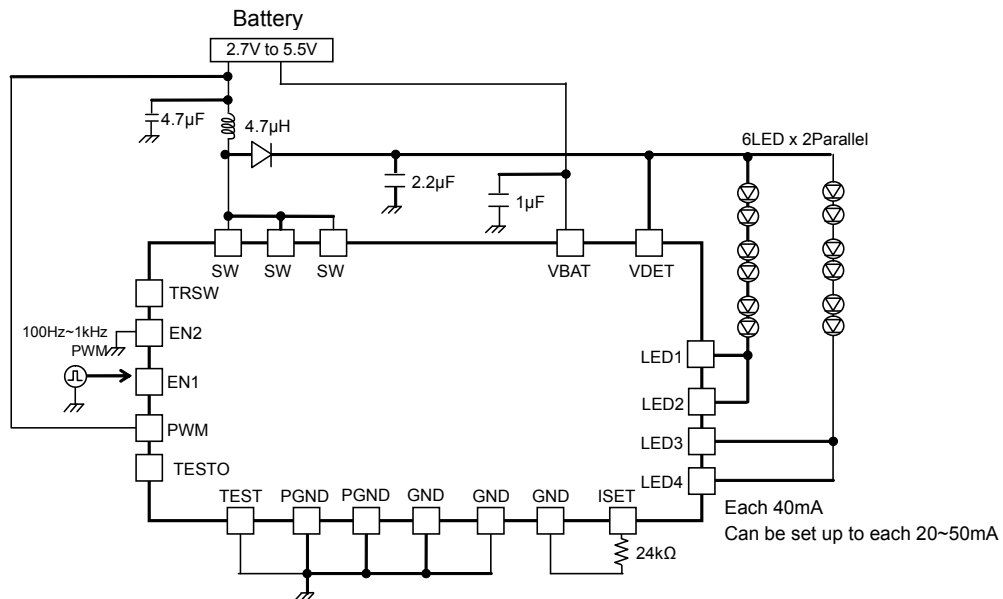 Battery
2.7V to 5.5V
4.7µF
4.7µH
6LED x 2Parallel
2.2µF
1µF
SW
SW
SW
VBAT
VDET
TRSW
100Hz~1kHz
PWM
EN2
EN1
PWM
TESTO
LED1
LED2
LED3
LED4
TEST
PGND
PGND
GND
GND
GND
ISET
24kΩ
Each 40mA
Can be set up to each 20~50mA